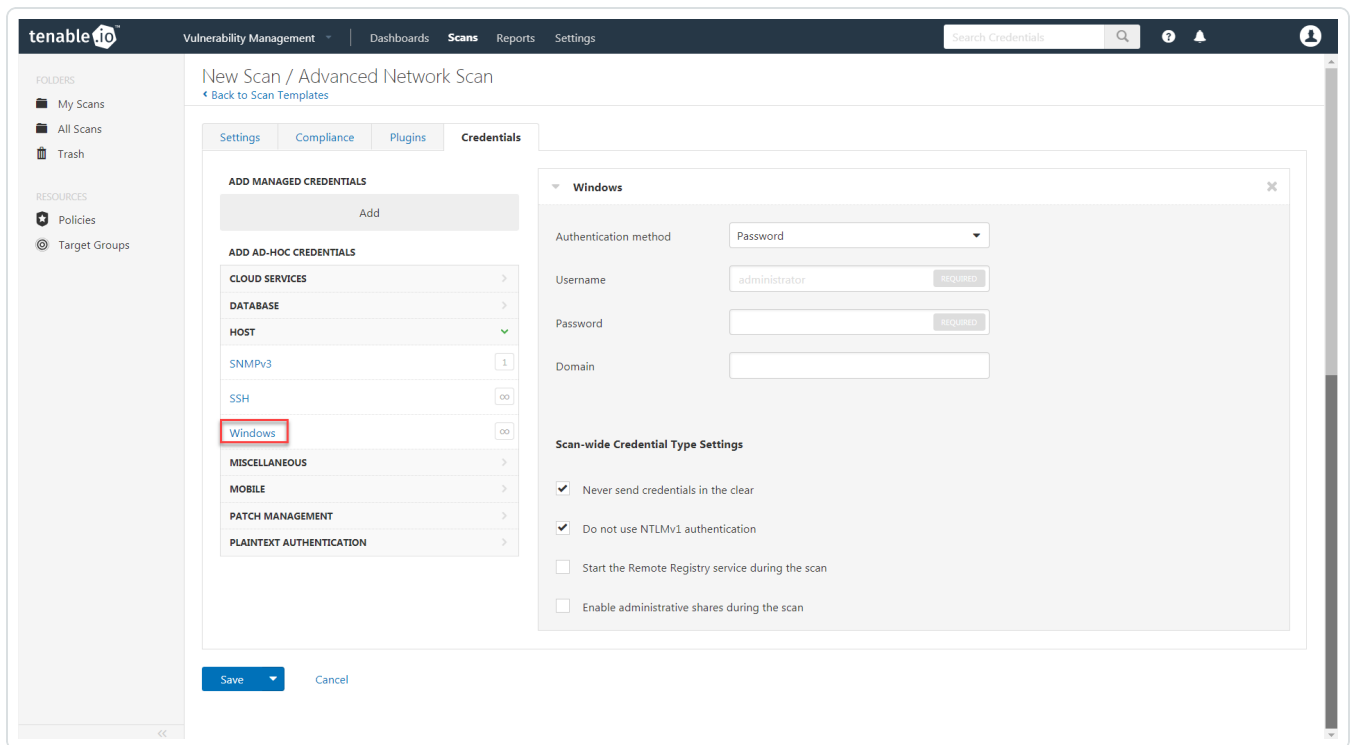 tenable.io™
Vulnerability Management Dashboards Scans Reports Settings Search Credentials
FOLDERS
My Scans
All Scans
Trash
RESOURCES
Policies
Target Groups
New Scan / Advanced Network Scan
Back to Scan Templates
Settings Compliance Plugins Credentials
ADD MANAGED CREDENTIALS
Add
ADD AD-HOC CREDENTIALS
CLOUD SERVICES
DATABASE
HOST
SNMPv3 1
SSH ∞
Windows ∞
MISCELLANEOUS
MOBILE
PATCH MANAGEMENT
PLAINTEXT AUTHENTICATION
Windows
Authentication method Password
Username administrator REQUIRED
Password REQUIRED
Domain
Scan-wide Credential Type Settings
Never send credentials in the clear
Do not use NTLMv1 authentication
Start the Remote Registry service during the scan
Enable administrative shares during the scan
Save Cancel